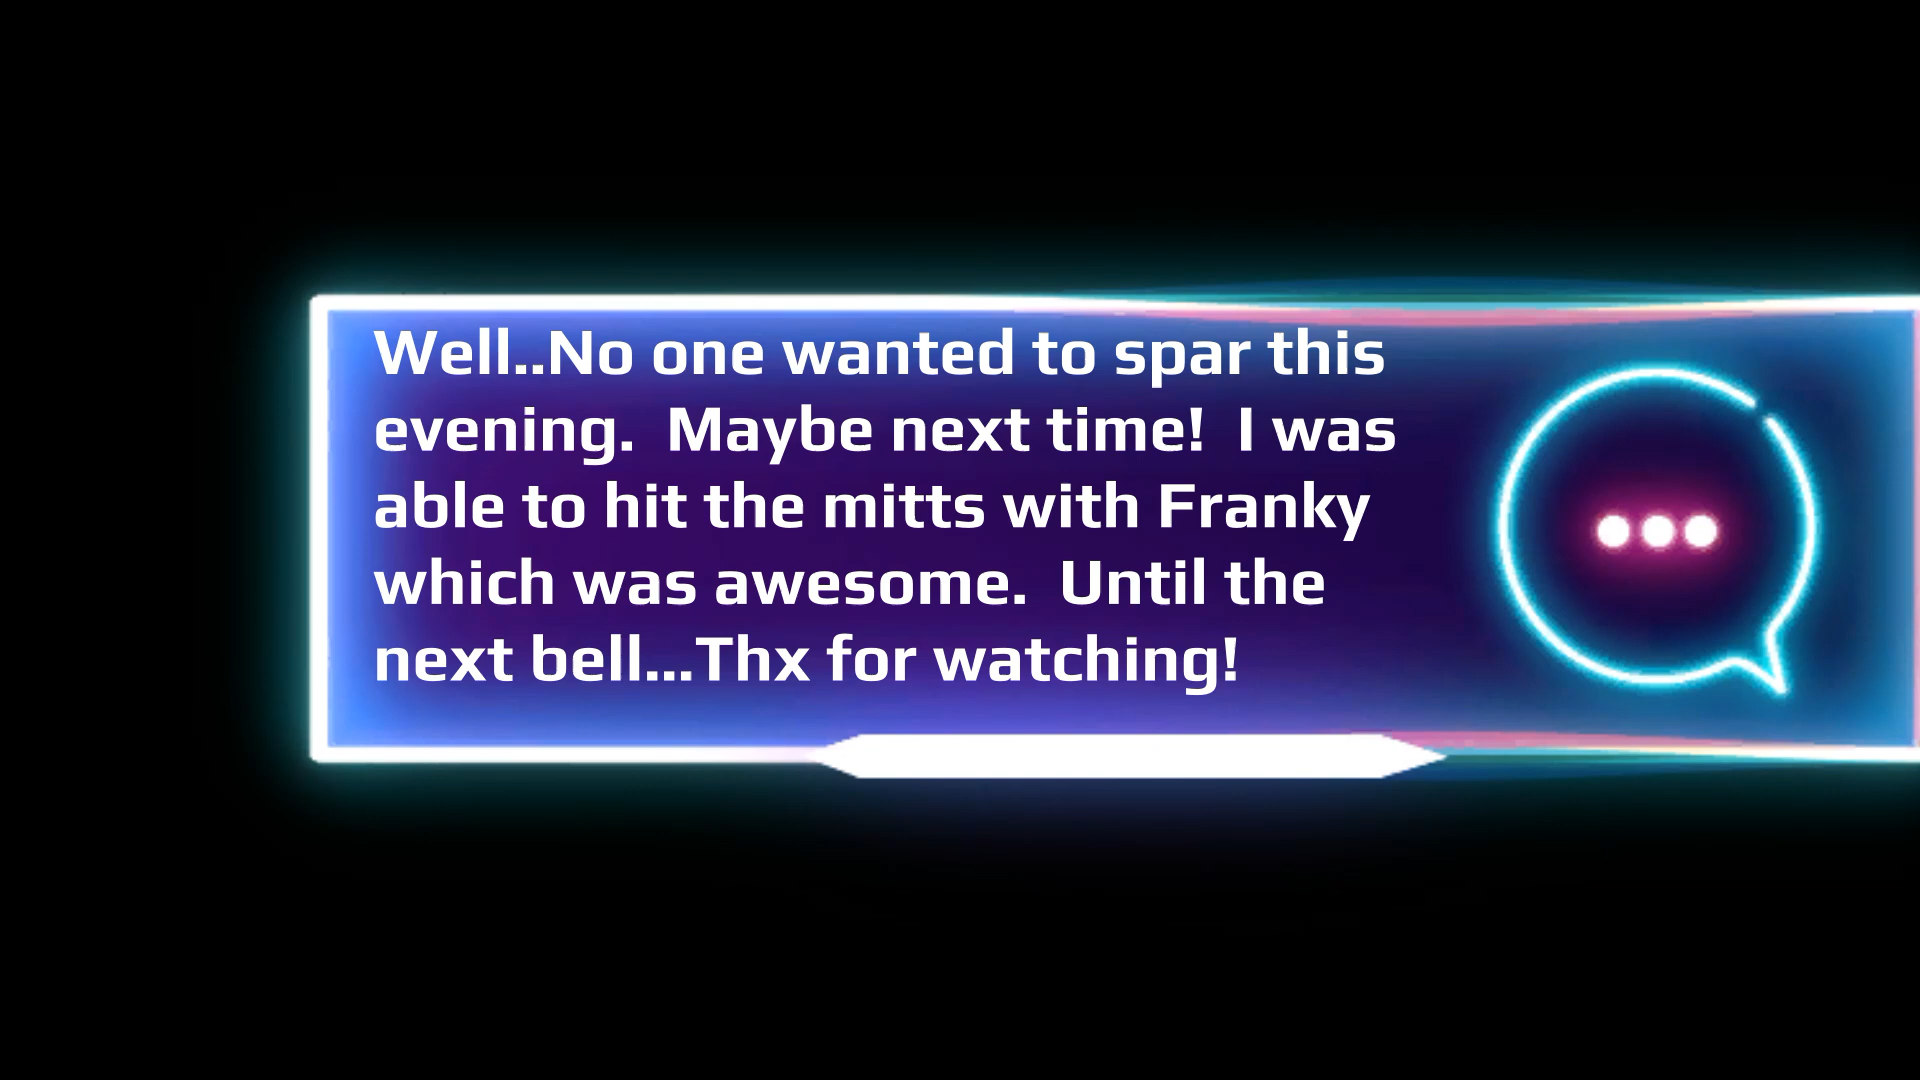 Well..No one wanted to spar this
evening.  Maybe next time!  I was
able to hit the mitts with Franky
which was awesome.  Until the
next bell...Thx for watching!